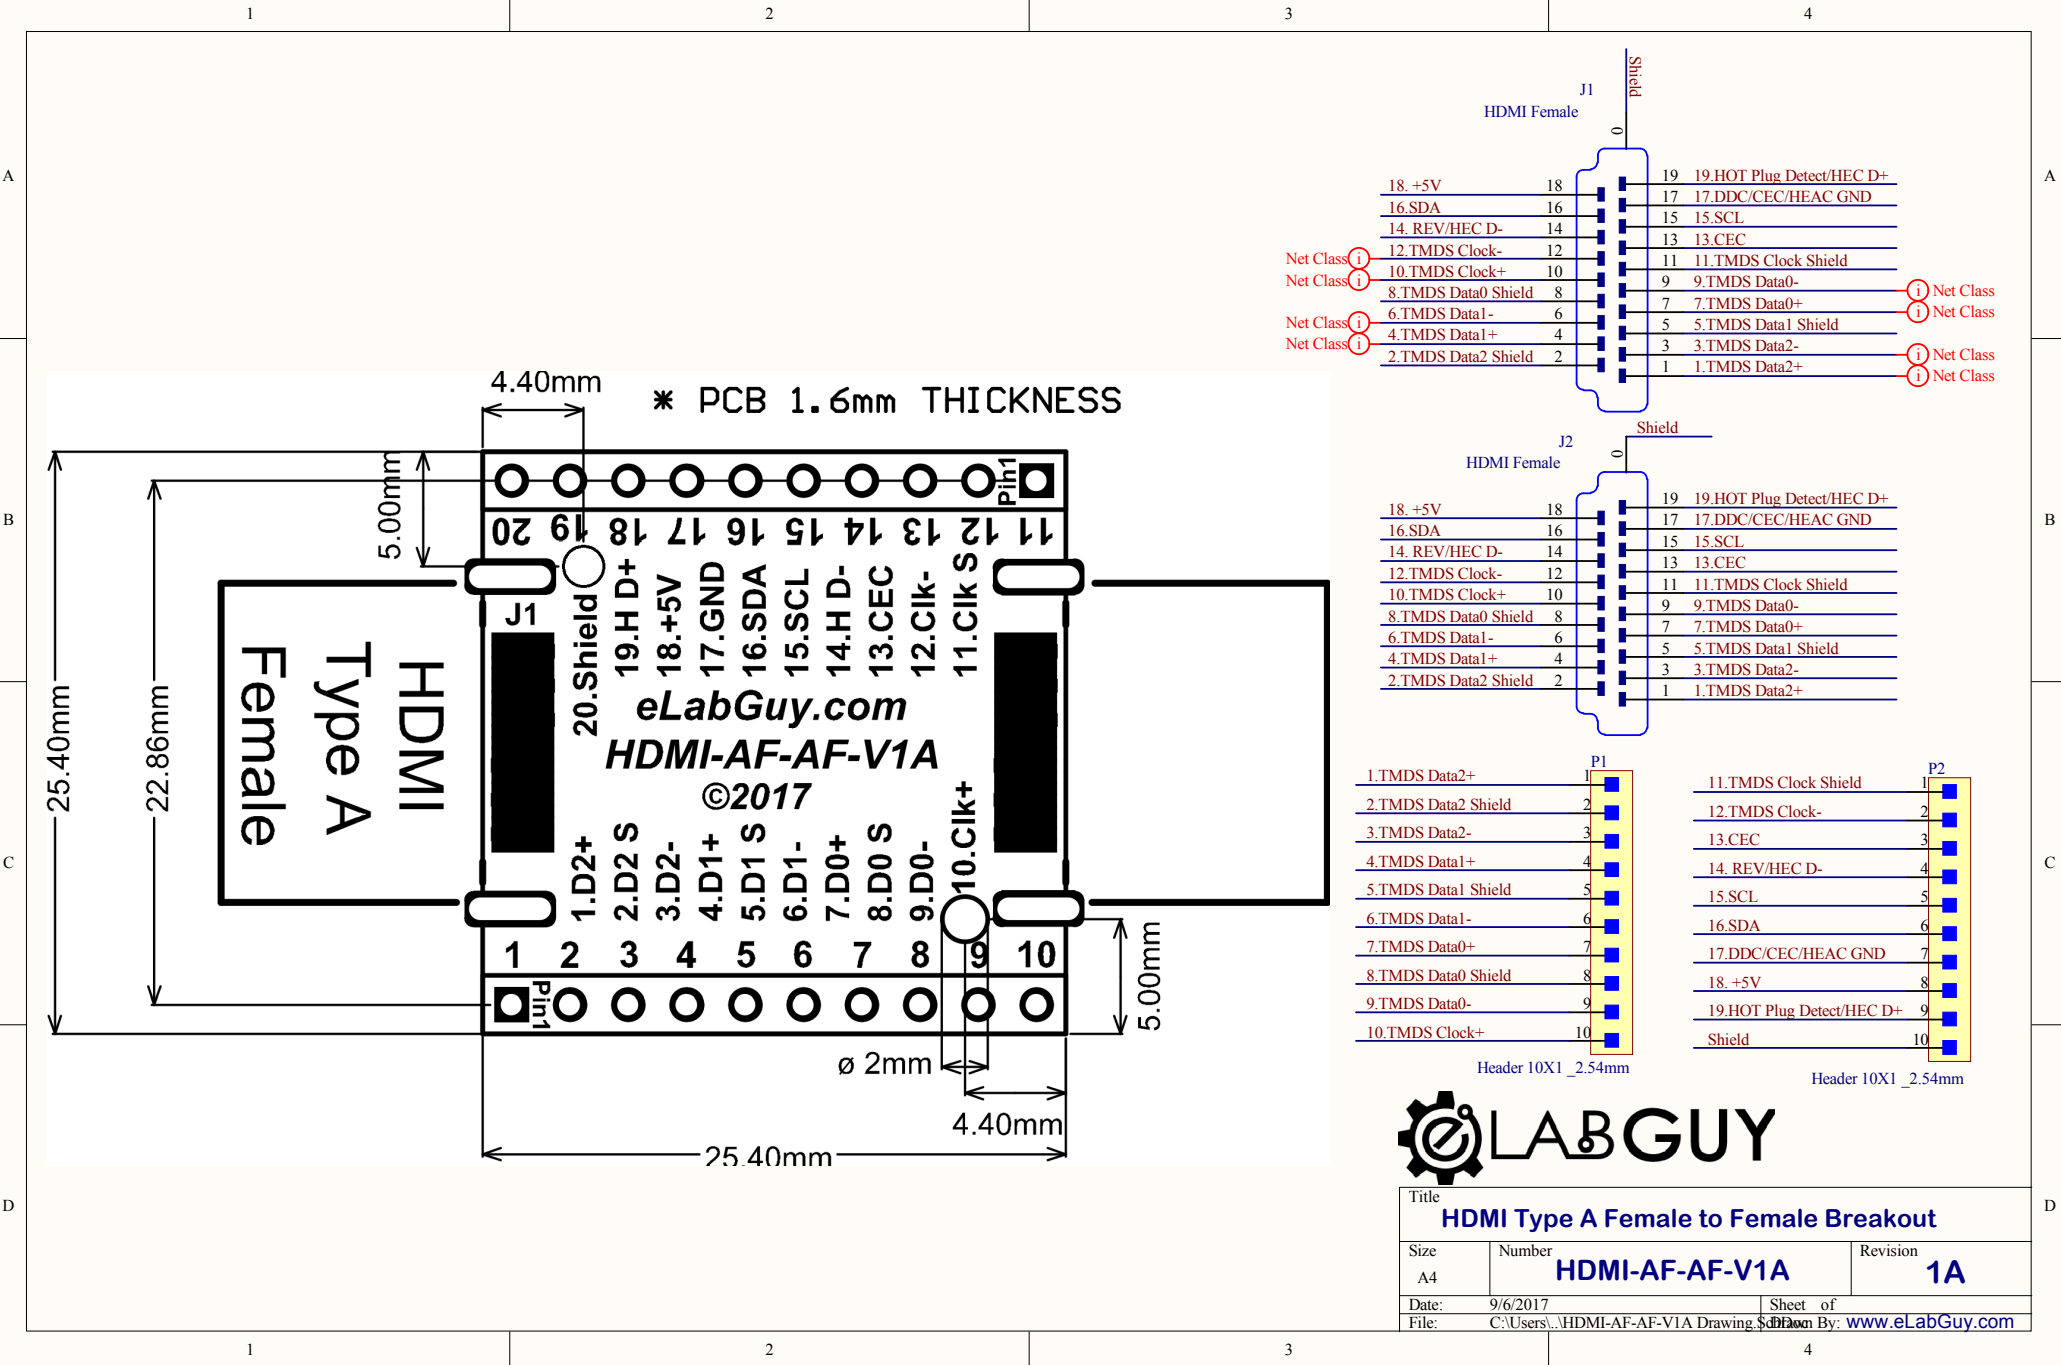 1 2 3 4
A
B
C
D
A
B
C
D
1 2 3 4
4.40mm
* PCB 1.6mm THICKNESS
5.00mm
25.40mm
22.86mm
Pin1
20 19 18 17 16 15 14 13 12 11
J1
20.Shield
19.H D+
18.+5V
17.GND
16.SDA
15.SCL
14.H D-
13.CEC
12.Clk-
11.Clk S
HDMI
Type A
Female
eLabGuy.com
HDMI-AF-AF-V1A
©2017
1.D2+
2.D2 S
3.D2-
4.D1+
5.D1 S
6.D1-
7.D0+
8.D0 S
9.D0-
10.Clk+
1 2 3 4 5 6 7 8 9 10
Pin1
5.00mm
ø 2mm
4.40mm
25.40mm
Shield
J1
HDMI Female
0
18. +5V 18
16.SDA 16
14. REV/HEC D- 14
Net Class i 12.TMDS Clock- 12
Net Class i 10.TMDS Clock+ 10
8.TMDS Data0 Shield 8
Net Class i 6.TMDS Data1- 6
Net Class i 4.TMDS Data1+ 4
2.TMDS Data2 Shield 2
19 19.HOT Plug Detect/HEC D+
17 17.DDC/CEC/HEAC GND
15 15.SCL
13 13.CEC
11 11.TMDS Clock Shield
9 9.TMDS Data0- i Net Class
7 7.TMDS Data0+ i Net Class
5 5.TMDS Data1 Shield
3 3.TMDS Data2- i Net Class
1 1.TMDS Data2+ i Net Class
Shield
J2
HDMI Female
0
18. +5V 18
16.SDA 16
14. REV/HEC D- 14
12.TMDS Clock- 12
10.TMDS Clock+ 10
8.TMDS Data0 Shield 8
6.TMDS Data1- 6
4.TMDS Data1+ 4
2.TMDS Data2 Shield 2
19 19.HOT Plug Detect/HEC D+
17 17.DDC/CEC/HEAC GND
15 15.SCL
13 13.CEC
11 11.TMDS Clock Shield
9 9.TMDS Data0-
7 7.TMDS Data0+
5 5.TMDS Data1 Shield
3 3.TMDS Data2-
1 1.TMDS Data2+
P1
1.TMDS Data2+ 1
2.TMDS Data2 Shield 2
3.TMDS Data2- 3
4.TMDS Data1+ 4
5.TMDS Data1 Shield 5
6.TMDS Data1- 6
7.TMDS Data0+ 7
8.TMDS Data0 Shield 8
9.TMDS Data0- 9
10.TMDS Clock+ 10
Header 10X1 _2.54mm
P2
11.TMDS Clock Shield 1
12.TMDS Clock- 2
13.CEC 3
14. REV/HEC D- 4
15.SCL 5
16.SDA 6
17.DDC/CEC/HEAC GND 7
18. +5V 8
19.HOT Plug Detect/HEC D+ 9
Shield 10
Header 10X1 _2.54mm
eLABGUY
Title
HDMI Type A Female to Female Breakout
Size
A4
Number
HDMI-AF-AF-V1A
Revision
1A
Date: 9/6/2017 Sheet of
File: C:\Users\..\HDMI-AF-AF-V1A Drawing.SchDoc Drawn By: www.eLabGuy.com